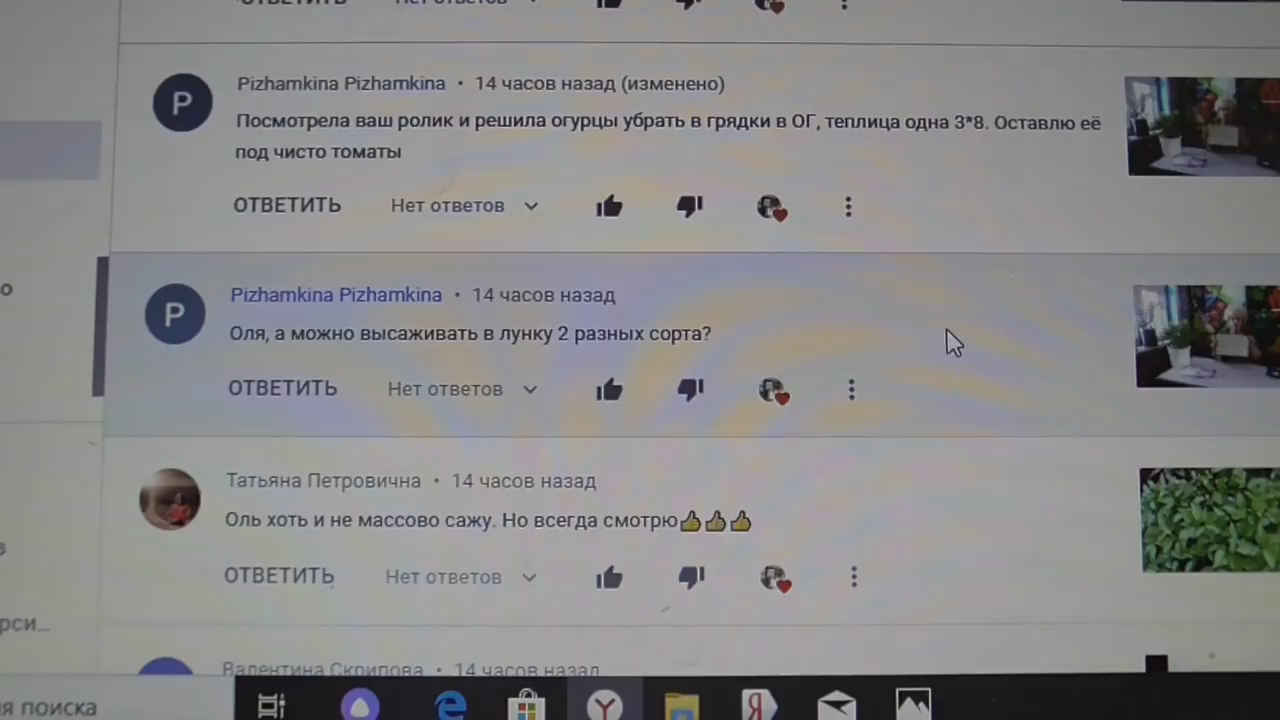 ОТВЕТИТЬ Нет ответов
Pizhamkina Pizhamkina • 14 часов назад (изменено)
Посмотрела ваш ролик и решила огурцы убрать в грядки в ОГ, теплица одна 3*8. Оставлю её
под чисто томаты
ОТВЕТИТЬ Нет ответов
Pizhamkina Pizhamkina • 14 часов назад
Оля, а можно высаживать в лунку 2 разных сорта?
ОТВЕТИТЬ Нет ответов
Татьяна Петровична • 14 часов назад
Оль хоть и не массово сажу. Но всегда смотрю👍👍👍
ОТВЕТИТЬ Нет ответов
Валентина Скрипова • 14 часов назад
я поиска